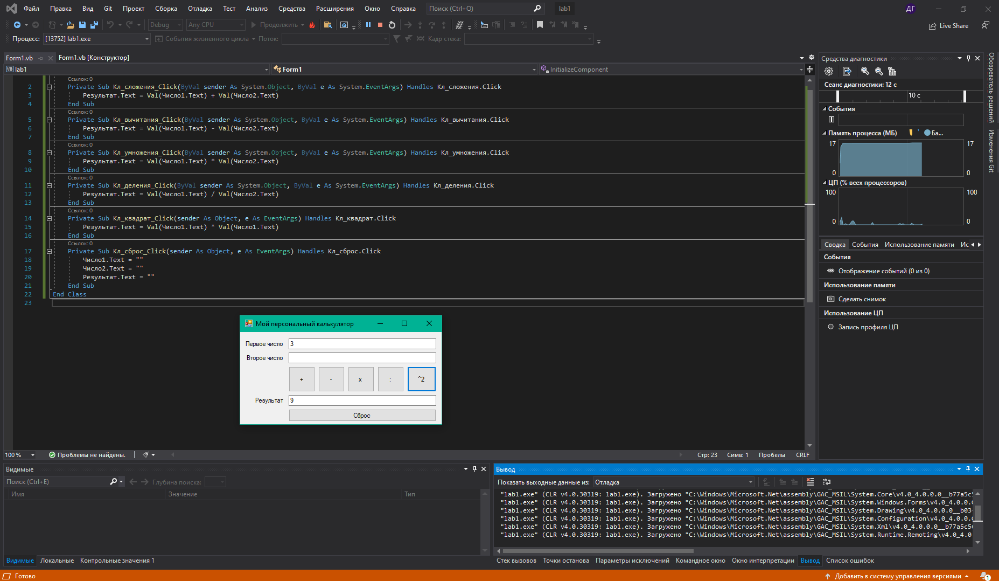 Файл Правка Вид Git Проект Сборка Отладка Тест Анализ Средства Расширения Окно Справка Поиск (Ctrl+Q) lab1 ДГ
Debug Any CPU Продолжить Live Share
Процесс: [13752] lab1.exe События жизненного цикла Поток: Кадр стека:
Form1.vb Form1.vb [Конструктор]
VB lab1 Form1 InitializeComponent
Ссылок: 0
2 Private Sub Кл_сложения_Click(ByVal sender As System.Object, ByVal e As System.EventArgs) Handles Кл_сложения.Click
3 Результат.Text = Val(Число1.Text) + Val(Число2.Text)
4 End Sub
Ссылок: 0
5 Private Sub Кл_вычитания_Click(ByVal sender As System.Object, ByVal e As System.EventArgs) Handles Кл_вычитания.Click
6 Результат.Text = Val(Число1.Text) - Val(Число2.Text)
7 End Sub
Ссылок: 0
8 Private Sub Кл_умножения_Click(ByVal sender As System.Object, ByVal e As System.EventArgs) Handles Кл_умножения.Click
9 Результат.Text = Val(Число1.Text) * Val(Число2.Text)
10 End Sub
Ссылок: 0
11 Private Sub Кл_деления_Click(ByVal sender As System.Object, ByVal e As System.EventArgs) Handles Кл_деления.Click
12 Результат.Text = Val(Число1.Text) / Val(Число2.Text)
13 End Sub
Ссылок: 0
14 Private Sub Кл_квадрат_Click(sender As Object, e As EventArgs) Handles Кл_квадрат.Click
15 Результат.Text = Val(Число1.Text) * Val(Число1.Text)
16 End Sub
Ссылок: 0
17 Private Sub Кл_сброс_Click(sender As Object, e As EventArgs) Handles Кл_сброс.Click
18 Число1.Text = ""
19 Число2.Text = ""
20 Результат.Text = ""
21 End Sub
22 End Class
23
Мой персональный калькулятор
Первое число 3
Второе число
+ - x : ^2
Результат 9
Сброс
100 % Проблемы не найдены. Стр: 23 Симв: 1 Пробелы CRLF
Средства диагностики
Сеанс диагностики: 12 с
10 с
События
Память процесса (МБ) Ба...
17 17
0 0
ЦП (% всех процессоров)
100 100
0 0
Сводка События Использование памяти Ис
События
Отображение событий (0 из 0)
Использование памяти
Сделать снимок
Использование ЦП
Запись профиля ЦП
Обозреватель решений
Изменения Git
Видимые
Поиск (Ctrl+E) Глубина поиска:
Имя Значение Тип
Видимые Локальные Контрольные значения 1
Вывод
Показать выходные данные из: Отладка
"lab1.exe" (CLR v4.0.30319: lab1.exe). Загружено "C:\Windows\Microsoft.Net\assembly\GAC_MSIL\System.Core\v4.0_4.0.0.0__b77a5c5
"lab1.exe" (CLR v4.0.30319: lab1.exe). Загружено "C:\Windows\Microsoft.Net\assembly\GAC_MSIL\System.Windows.Forms\v4.0_4.0.0.0
"lab1.exe" (CLR v4.0.30319: lab1.exe). Загружено "C:\Windows\Microsoft.Net\assembly\GAC_MSIL\System.Drawing\v4.0_4.0.0.0__b03
"lab1.exe" (CLR v4.0.30319: lab1.exe). Загружено "C:\Windows\Microsoft.Net\assembly\GAC_MSIL\System.Configuration\v4.0_4.0.0.
"lab1.exe" (CLR v4.0.30319: lab1.exe). Загружено "C:\Windows\Microsoft.Net\assembly\GAC_MSIL\System.Xml\v4.0_4.0.0.0__b77a5c5
"lab1.exe" (CLR v4.0.30319: lab1.exe). Загружено "C:\Windows\Microsoft.Net\assembly\GAC_MSIL\System.Runtime.Remoting\v4.0_4.0
Стек вызовов Точки останова Параметры исключений Командное окно Окно интерпретации Вывод Список ошибок
Готово Добавить в систему управления версиями 1